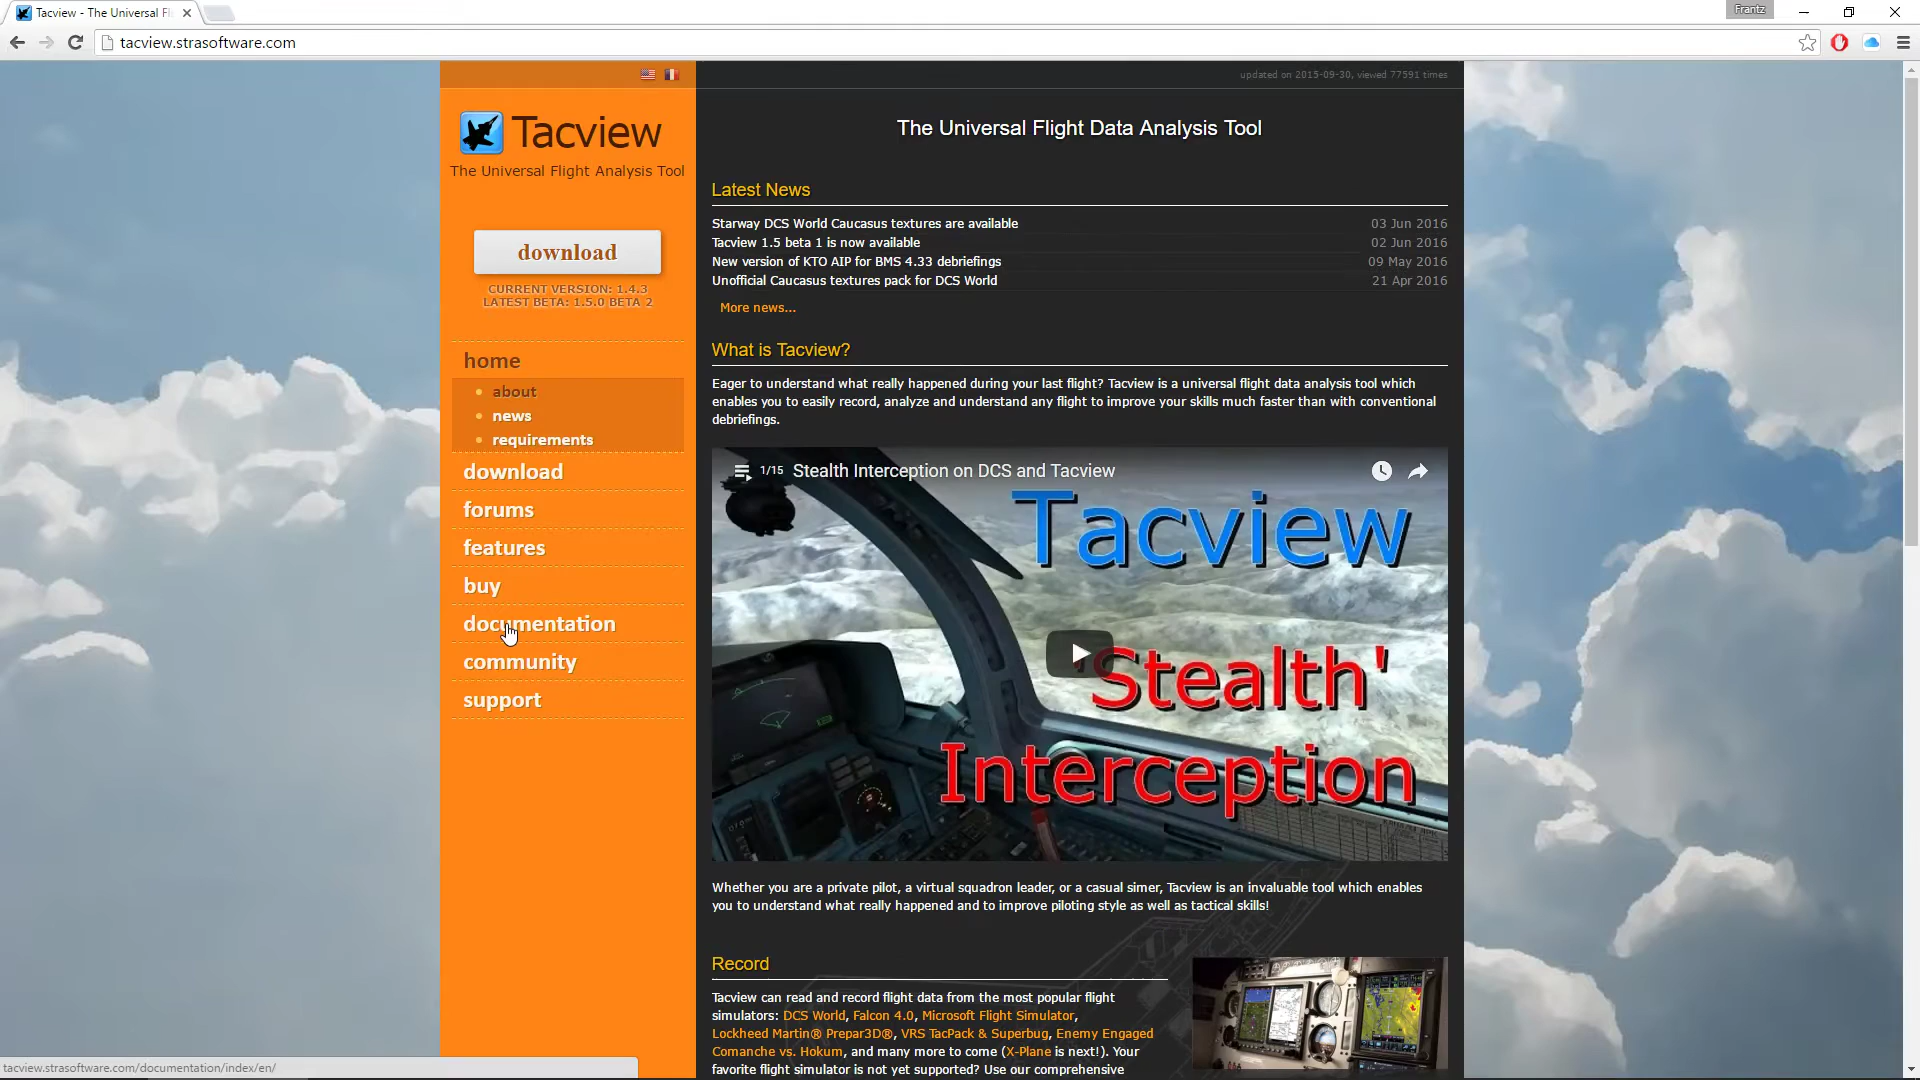 Tacview - The Universal Fl
Frantz
tacview.strasoftware.com
updated on 2015-09-30, viewed 77591 times
Tacview
The Universal Flight Analysis Tool
download
CURRENT VERSION: 1.4.3
LATEST BETA: 1.5.0 BETA 2
home
about
news
requirements
download
forums
features
buy
documentation
community
support
The Universal Flight Data Analysis Tool
Latest News
Starway DCS World Caucasus textures are available 03 Jun 2016
Tacview 1.5 beta 1 is now available 02 Jun 2016
New version of KTO AIP for BMS 4.33 debriefings 09 May 2016
Unofficial Caucasus textures pack for DCS World 21 Apr 2016
More news...
What is Tacview?
Eager to understand what really happened during your last flight? Tacview is a universal flight data analysis tool which
enables you to easily record, analyze and understand any flight to improve your skills much faster than with conventional
debriefings.
1/15 Stealth Interception on DCS and Tacview
Tacview
'Stealth'
Interception
Whether you are a private pilot, a virtual squadron leader, or a casual simer, Tacview is an invaluable tool which enables
you to understand what really happened and to improve piloting style as well as tactical skills!
Record
Tacview can read and record flight data from the most popular flight
simulators: DCS World, Falcon 4.0, Microsoft Flight Simulator,
Lockheed Martin® Prepar3D®, VRS TacPack & Superbug, Enemy Engaged
Comanche vs. Hokum, and many more to come (X-Plane is next!). Your
favorite flight simulator is not yet supported? Use our comprehensive
tacview.strasoftware.com/documentation/index/en/